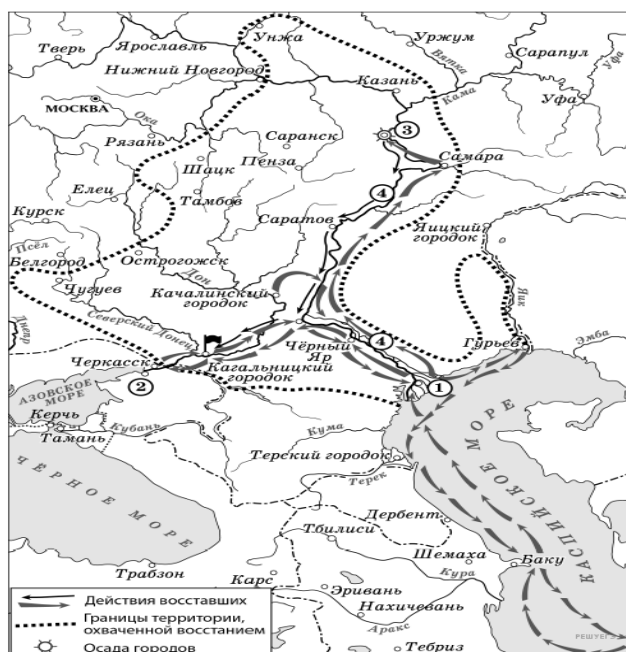 Унжа
Уржум
Тверь
Ярославль
Вятка
Сарапул
Уфа
Нижний Новгород
Казань
МОСКВА
Кама
Уфа
Ока
3
Рязань
Саранск
Самара
Шацк
Пенза
Елец
Тамбов
4
Курск
Саратов
Яицкий
городок
Псёл
Белгород
Острогожск
Дон
Чугуев
Качалинский
городок
Яик
Северский Донец
Днепр
4
Чёрный
Яр
Гурьев
Эмба
Черкасск
Кагальницкий
городок
2
1
АЗОВСКОЕ
МОРЕ
Керчь
Кубань
Кума
Тамань
Терский городок
Терек
КАСПИЙСКОЕ МОРЕ
ЧЁРНОЕ МОРЕ
Дербент
Тбилиси
Шемаха
Трабзон
Баку
Карс
Кура
Эривань
Нахичевань
Аракс
Тебриз
Действия восставших
Границы территории,
охваченной восстанием
Осада городов